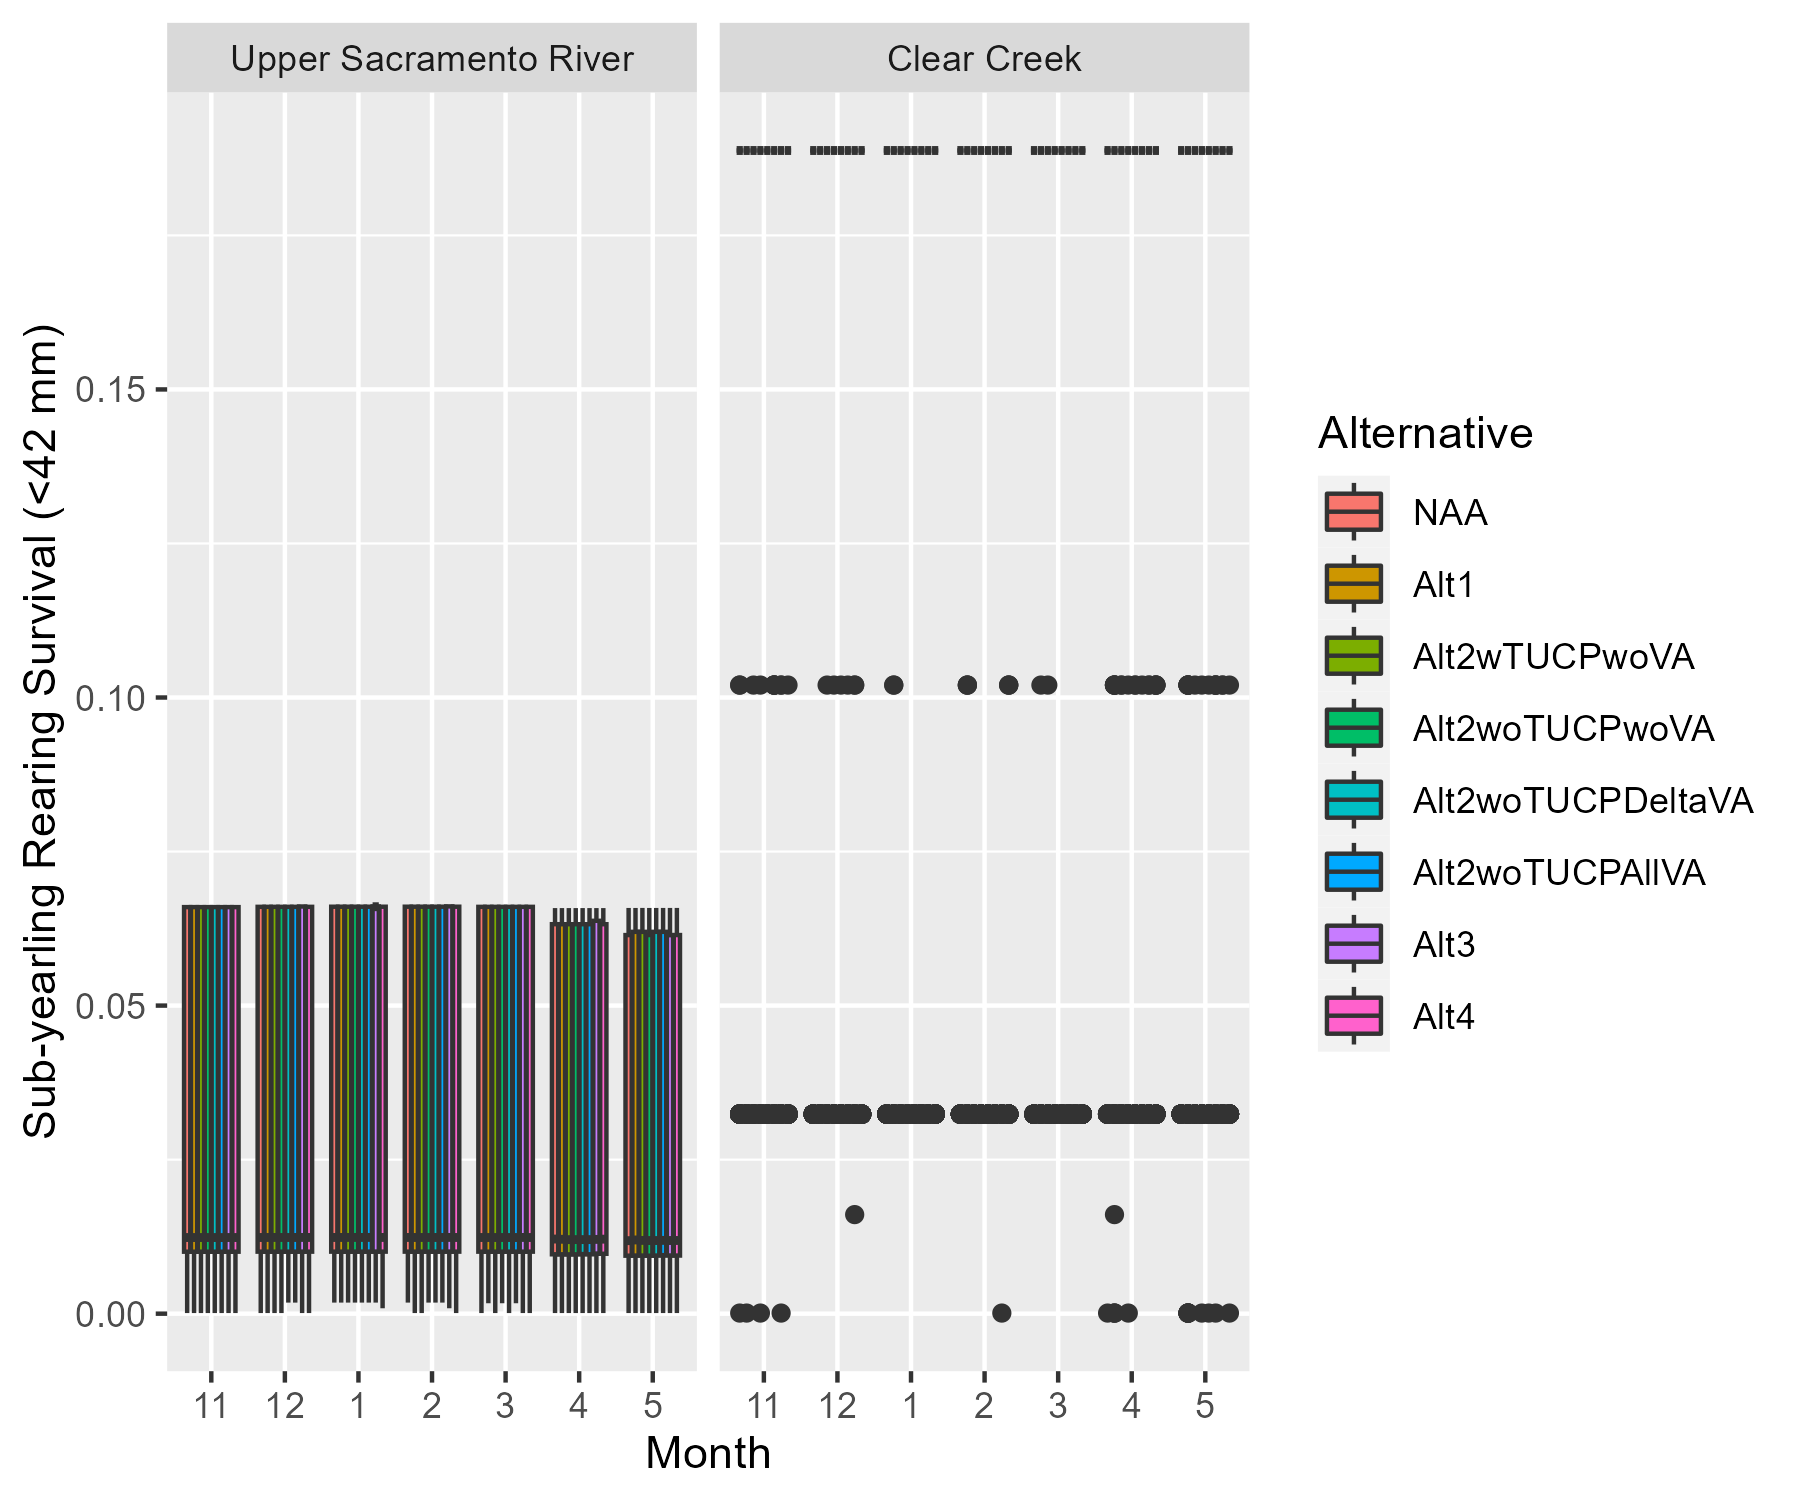 Upper Sacramento River
Clear Creek
Sub-yearling Rearing Survival (<42 mm)
0.15
0.10
0.05
0.00
11 12 1 2 3 4 5
11 12 1 2 3 4 5
Month
Alternative
NAA
Alt1
Alt2wTUCPwoVA
Alt2woTUCPwoVA
Alt2woTUCPDeltaVA
Alt2woTUCPAllVA
Alt3
Alt4